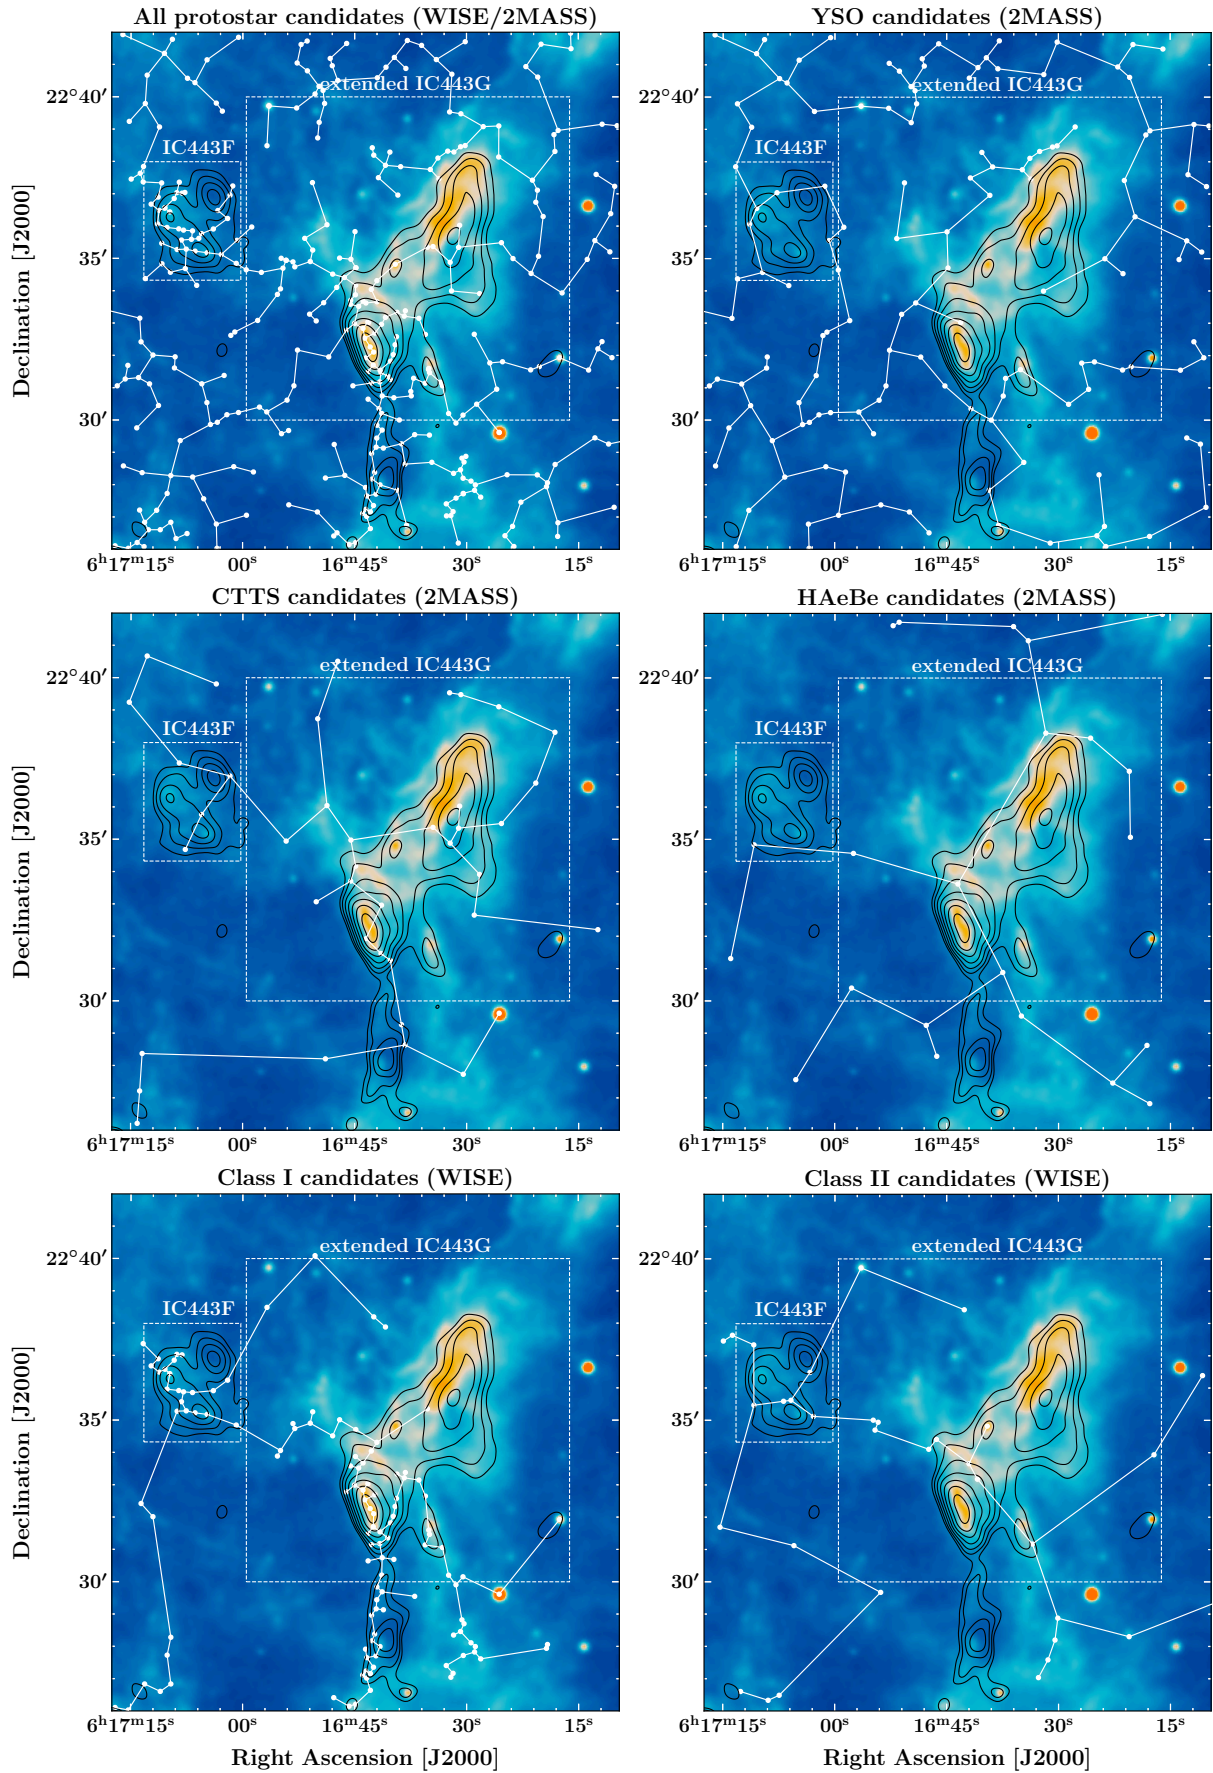 All protostar candidates (WISE/2MASS)
YSO candidates (2MASS)
extended IC443G
IC443F
extended IC443G
IC443F
22°40′
35′
30′
22°40′
35′
30′
Declination [J2000]
6ʰ17ᵐ15ˢ 00ˢ 16ᵐ45ˢ 30ˢ 15ˢ
6ʰ17ᵐ15ˢ 00ˢ 16ᵐ45ˢ 30ˢ 15ˢ
CTTS candidates (2MASS)
HAeBe candidates (2MASS)
extended IC443G
IC443F
extended IC443G
IC443F
22°40′
35′
30′
22°40′
35′
30′
Declination [J2000]
6ʰ17ᵐ15ˢ 00ˢ 16ᵐ45ˢ 30ˢ 15ˢ
6ʰ17ᵐ15ˢ 00ˢ 16ᵐ45ˢ 30ˢ 15ˢ
Class I candidates (WISE)
Class II candidates (WISE)
extended IC443G
IC443F
extended IC443G
IC443F
22°40′
35′
30′
22°40′
35′
30′
Declination [J2000]
6ʰ17ᵐ15ˢ 00ˢ 16ᵐ45ˢ 30ˢ 15ˢ
6ʰ17ᵐ15ˢ 00ˢ 16ᵐ45ˢ 30ˢ 15ˢ
Right Ascension [J2000]
Right Ascension [J2000]